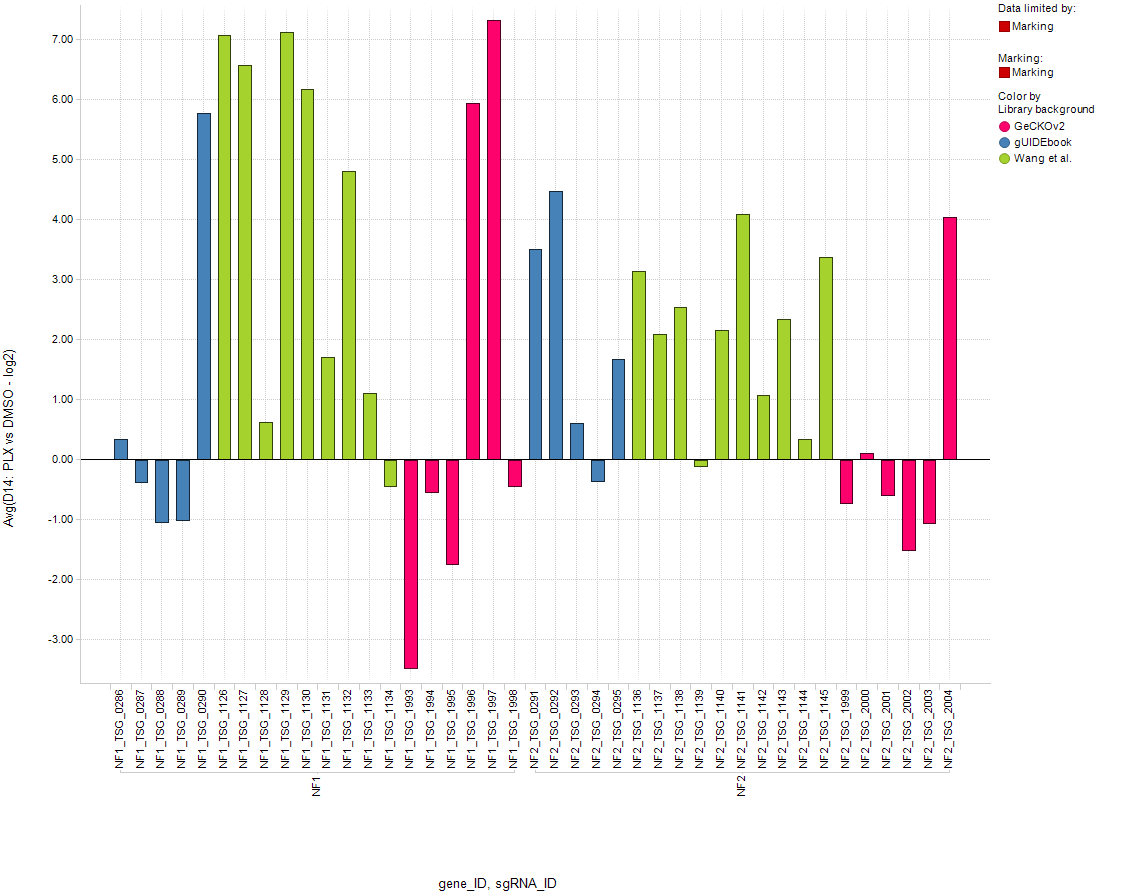 Data limited by:
Marking
Marking:
Marking
Color by
Library background
GeCKOv2
gUIDEbook
Wang et al.
Avg(D14: PLX vs DMSO - log2)
7.00
6.00
5.00
4.00
3.00
2.00
1.00
0.00
-1.00
-2.00
-3.00
NF1_TSG_0286
NF1_TSG_0287
NF1_TSG_0288
NF1_TSG_0289
NF1_TSG_0290
NF1_TSG_1126
NF1_TSG_1127
NF1_TSG_1128
NF1_TSG_1129
NF1_TSG_1130
NF1_TSG_1131
NF1_TSG_1132
NF1_TSG_1133
NF1_TSG_1134
NF1_TSG_1993
NF1_TSG_1994
NF1_TSG_1995
NF1_TSG_1996
NF1_TSG_1997
NF1_TSG_1998
NF2_TSG_0291
NF2_TSG_0292
NF2_TSG_0293
NF2_TSG_0294
NF2_TSG_0295
NF2_TSG_1136
NF2_TSG_1137
NF2_TSG_1138
NF2_TSG_1139
NF2_TSG_1140
NF2_TSG_1141
NF2_TSG_1142
NF2_TSG_1143
NF2_TSG_1144
NF2_TSG_1145
NF2_TSG_1999
NF2_TSG_2000
NF2_TSG_2001
NF2_TSG_2002
NF2_TSG_2003
NF2_TSG_2004
NF1
NF2
gene_ID, sgRNA_ID